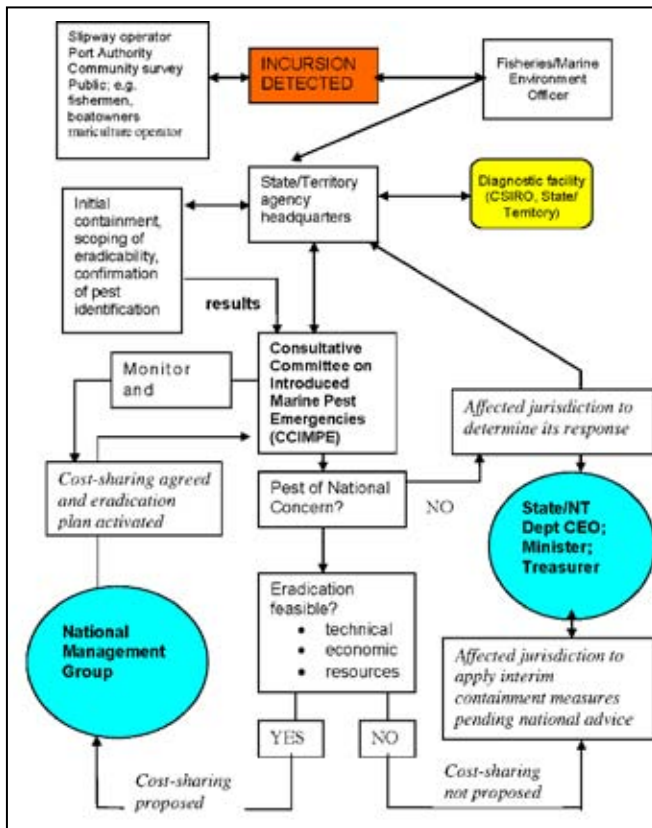 Slipway operator
Port Authority
Community survey
Public; e.g.
fishermen,
boatowners
mariculture operator
INCURSION
DETECTED
Fisheries/Marine
Environment
Officer
State/Territory
agency
headquarters
Diagnostic facility
(CSIRO, State/
Territory)
Initial
containment,
scoping of
eradicability,
confirmation
of pest
identification
results
Consultative
Committee on
Introduced
Marine Pest
Emergencies
(CCIMPE)
Monitor
and
Affected jurisdiction to
determine its response
Cost-sharing agreed
and eradication
plan activated
Pest of National
Concern?
NO
State/NT
Dept CEO;
Minister;
Treasurer
Eradication
feasible?
• technical
• economic
• resources
National
Management
Group
Affected jurisdiction to
apply interim
containment measures
pending national advice
YES
NO
Cost-sharing
proposed
Cost-sharing
not proposed